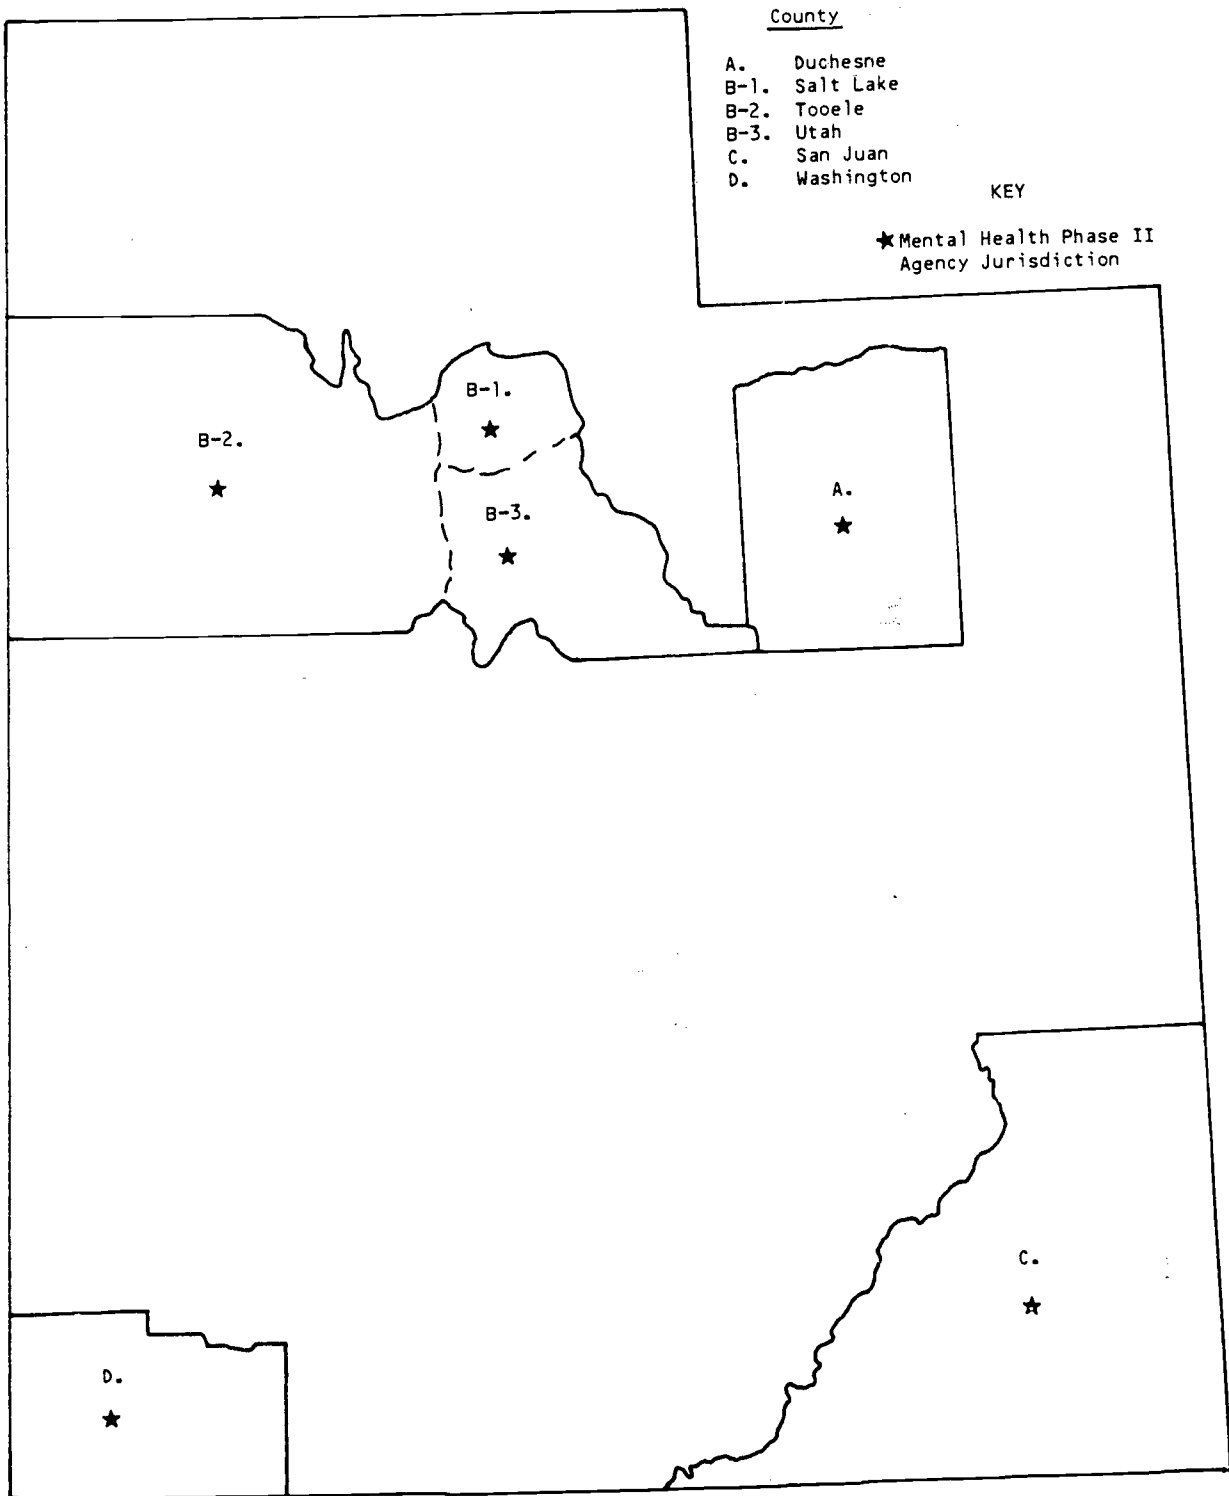 County
A. Duchesne
B-1. Salt Lake
B-2. Tooele
B-3. Utah
C. San Juan
D. Washington
KEY
★ Mental Health Phase II
Agency Jurisdiction
B-1.
B-2.
A.
B-3.
C.
D.